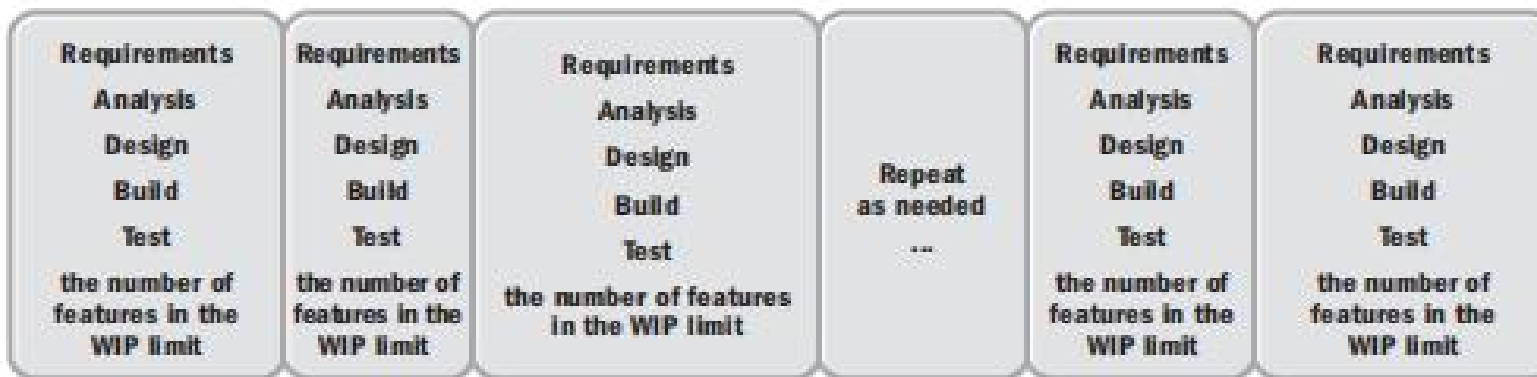 Requirements
Analysis
Design
Build
Test
the number of
features in the
WIP limit
Requirements
Analysis
Design
Build
Test
the number of
features in the
WIP limit
Requirements
Analysis
Design
Build
Test
the number of features
in the WIP limit
Repeat
as needed
...
Requirements
Analysis
Design
Build
Test
the number of
features in the
WIP limit
Requirements
Analysis
Design
Build
Test
the number of
features in the
WIP limit